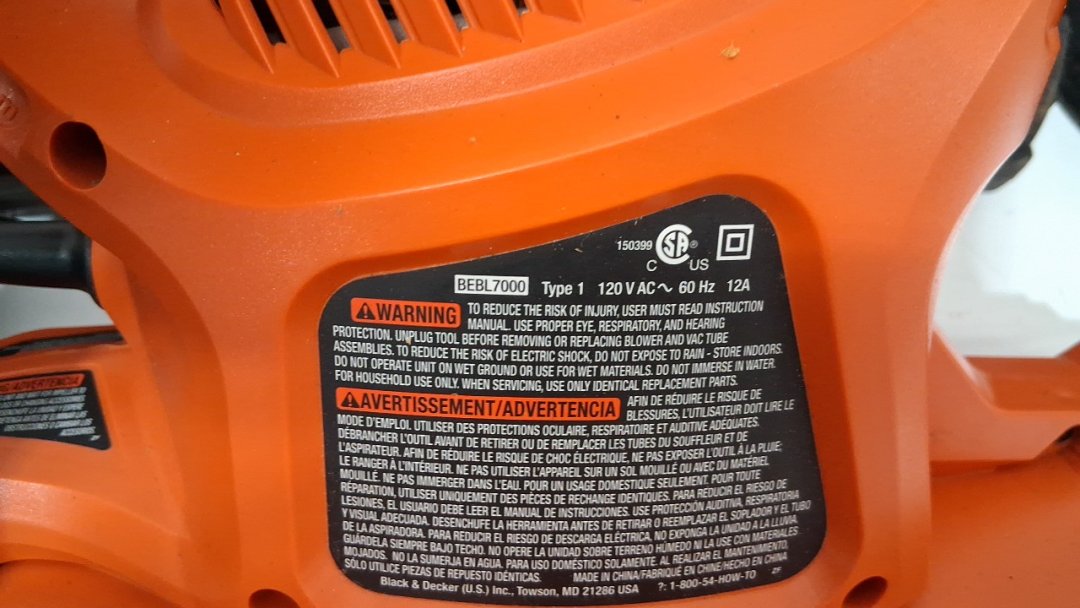 150399 SA ®
C US
BEBL7000 Type 1 120 V AC ~ 60 Hz 12A
⚠WARNING TO REDUCE THE RISK OF INJURY, USER MUST READ INSTRUCTION
MANUAL. USE PROPER EYE, RESPIRATORY, AND HEARING
PROTECTION. UNPLUG TOOL BEFORE REMOVING OR REPLACING BLOWER AND VAC TUBE
ASSEMBLIES. TO REDUCE THE RISK OF ELECTRIC SHOCK, DO NOT EXPOSE TO RAIN - STORE INDOORS.
DO NOT OPERATE UNIT ON WET GROUND OR USE FOR WET MATERIALS. DO NOT IMMERSE IN WATER.
FOR HOUSEHOLD USE ONLY. WHEN SERVICING, USE ONLY IDENTICAL REPLACEMENT PARTS.
⚠AVERTISSEMENT/ADVERTENCIA AFIN DE RÉDUIRE LE RISQUE DE
BLESSURES, L'UTILISATEUR DOIT LIRE LE
MODE D'EMPLOI. UTILISER DES PROTECTIONS OCULAIRE, RESPIRATOIRE ET AUDITIVE ADÉQUATES.
DÉBRANCHER L'OUTIL AVANT DE RETIRER OU DE REMPLACER LES TUBES DU SOUFFLEUR ET DE
L'ASPIRATEUR. AFIN DE RÉDUIRE LE RISQUE DE CHOC ÉLECTRIQUE, NE PAS EXPOSER L'OUTIL À LA PLUIE;
LE RANGER À L'INTÉRIEUR. NE PAS UTILISER L'APPAREIL SUR UN SOL MOUILLÉ OU AVEC DU MATÉRIEL
MOUILLÉ. NE PAS IMMERGER DANS L'EAU. POUR UN USAGE DOMESTIQUE SEULEMENT. POUR TOUTE
RÉPARATION, UTILISER UNIQUEMENT DES PIÈCES DE RECHANGE IDENTIQUES. PARA REDUCIR EL RIESGO DE
LESIONES, EL USUARIO DEBE LEER EL MANUAL DE INSTRUCCIONES. USE PROTECCIÓN AUDITIVA, RESPIRATORIA
Y VISUAL ADECUADA. DESENCHUFE LA HERRAMIENTA ANTES DE RETIRAR O REEMPLAZAR EL SOPLADOR Y EL TUBO
DE LA ASPIRADORA. PARA REDUCIR EL RIESGO DE DESCARGA ELÉCTRICA, NO EXPONGA LA UNIDAD A LA LLUVIA.
GUÁRDELA SIEMPRE BAJO TECHO. NO OPERE LA UNIDAD SOBRE TERRENO HÚMEDO NI LA USE CON MATERIALES
MOJADOS. NO LA SUMERJA EN AGUA. PARA USO DOMÉSTICO SOLAMENTE. AL REALIZAR EL MANTENIMIENTO,
SÓLO UTILICE PIEZAS DE REPUESTO IDÉNTICAS. MADE IN CHINA/FABRIQUÉ EN CHINE/HECHO EN CHINA
Black & Decker (U.S.) Inc., Towson, MD 21286 USA ?: 1-800-54-HOW-TO ZF
/ADVERTENCIA